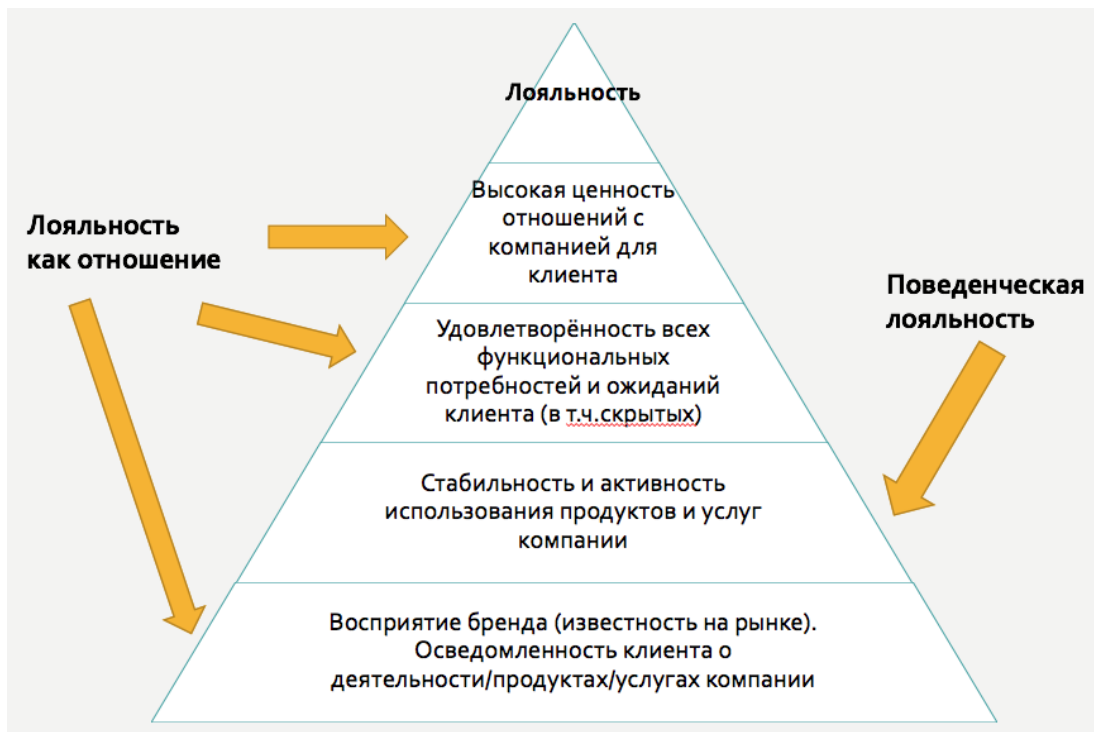 Лояльность
Высокая ценность
отношений с
компанией для
клиента
Лояльность
как отношение
Поведенческая
лояльность
Удовлетворённость всех
функциональных
потребностей и ожиданий
клиента (в т.ч.скрытых)
Стабильность и активность
использования продуктов и услуг
компании
Восприятие бренда (известность на рынке).
Осведомленность клиента о
деятельности/продуктах/услугах компании